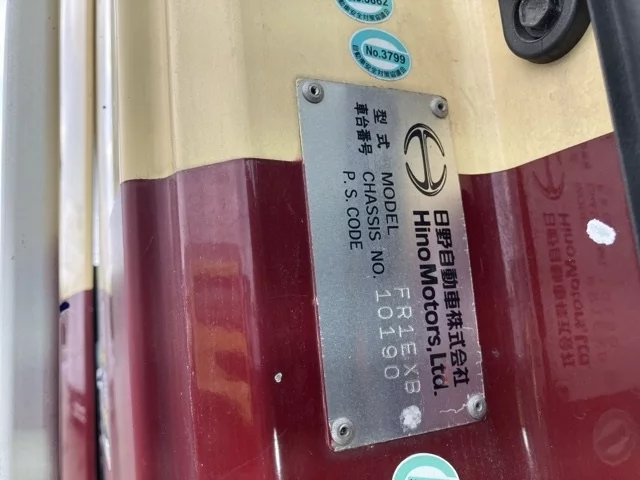 No.3799
日野自動車株式会社
Hino Motors, Ltd.
型式 MODEL FR1EXB
車台番号 CHASSIS NO. 10190
P. S. CODE